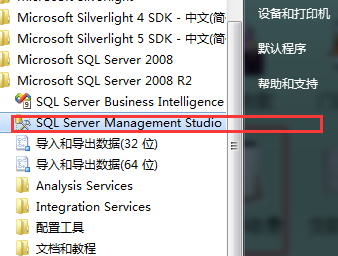 Microsoft Silverlight 4 SDK - 中文(简
Microsoft Silverlight 5 SDK - 中文(简
Microsoft SQL Server 2008
Microsoft SQL Server 2008 R2
SQL Server Business Intelligence
SQL Server Management Studio
导入和导出数据(32 位)
导入和导出数据(64 位)
Analysis Services
Integration Services
配置工具
文档和教程
设备和打印机
默认程序
帮助和支持